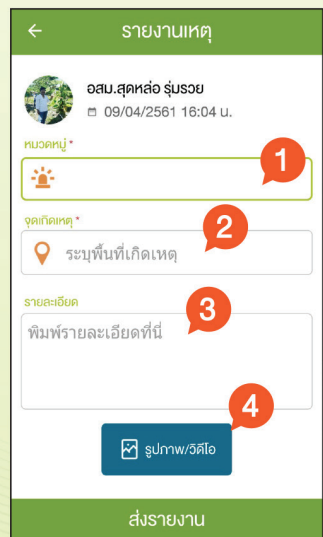 รายงานเหตุ
อสม.สุดหล่อ รุ่มรวย
09/04/2561 16:04 น.
หมวดหมู่ *
1
จุดเกิดเหตุ *
2
ระบุพื้นที่เกิดเหตุ
รายละเอียด
3
พิมพ์รายละเอียดที่นี่
4
รูปภาพ/วิดีโอ
ส่งรายงาน